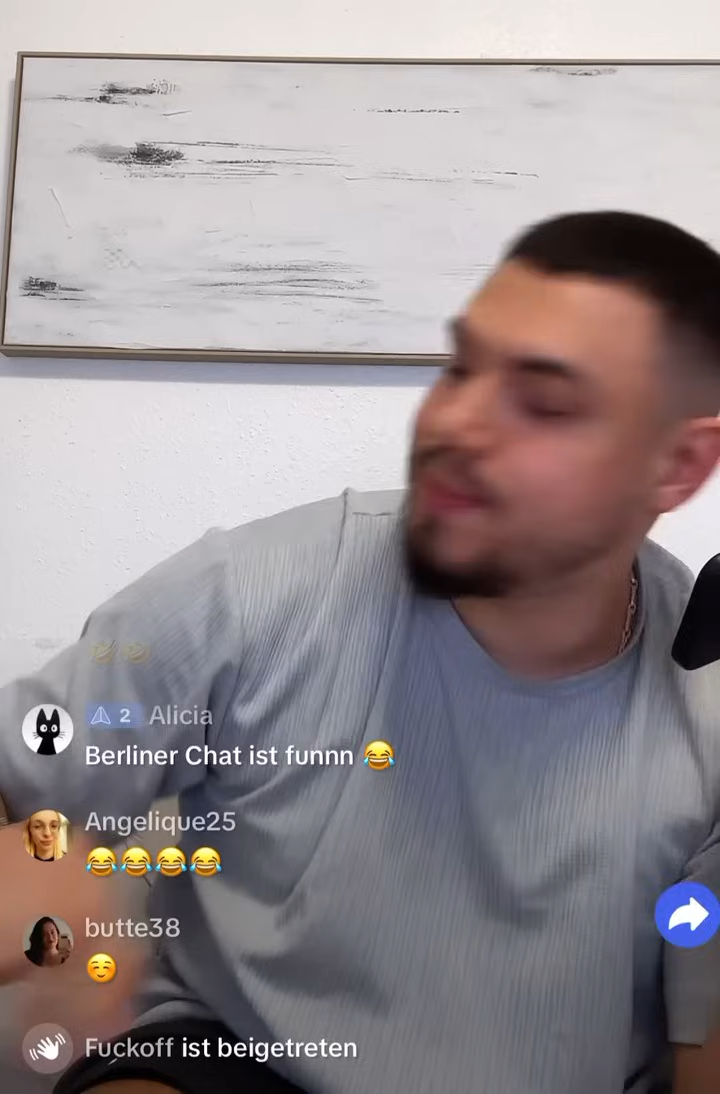 2 Alicia
Berliner Chat ist funnn 😂
Angelique25
😂😂😂😂
butte38
☺️
Fuckoff ist beigetreten